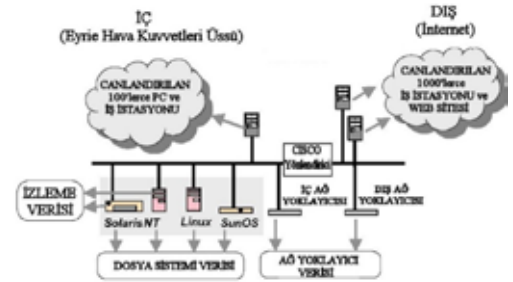 İÇ
(Eyrie Hava Kuvvetleri Üssü)
DIŞ
(İnternet)
CANLANDIRILAN
100'lerce PC ve
İŞ İSTASYONU
CANLANDIRILAN
1000'lerce
İŞ İSTASYONU ve
WEB SİTESİ
CISCO
Yönlendirici
İÇ AĞ
YOKLAYICISI
DIŞ AĞ
YOKLAYICISI
İZLEME
VERİSİ
Solaris NT Linux SunOS
DOSYA SİSTEMİ VERİSİ
AĞ YOKLAYICI
VERİSİ